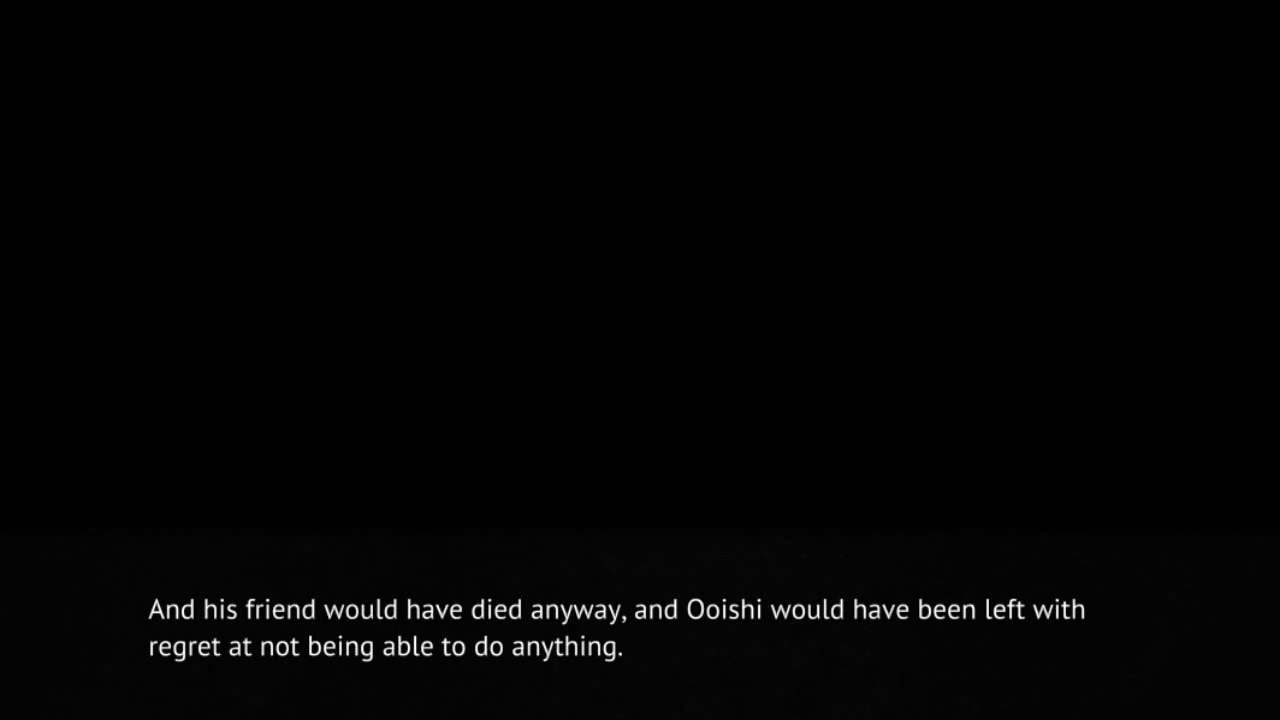 And his friend would have died anyway, and Ooishi would have been left with
regret at not being able to do anything.